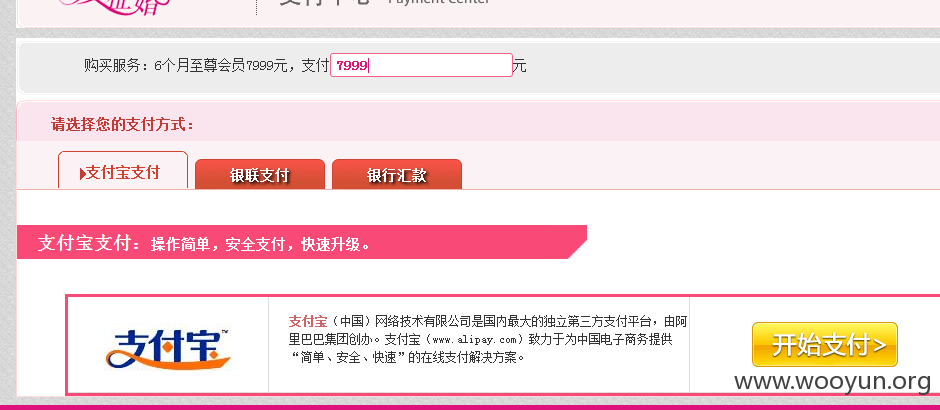 征婚
支付中心 Payment Center
购买服务：6个月至尊会员7999元，支付 7999 元
请选择您的支付方式：
支付宝支付 银联支付 银行汇款
支付宝支付：操作简单，安全支付，快速升级。
支付宝™
支付宝（中国）网络技术有限公司是国内最大的独立第三方支付平台，由阿
里巴巴集团创办。支付宝（www.alipay.com）致力于为中国电子商务提供
“简单、安全、快速”的在线支付解决方案。
开始支付>
www.wooyun.org